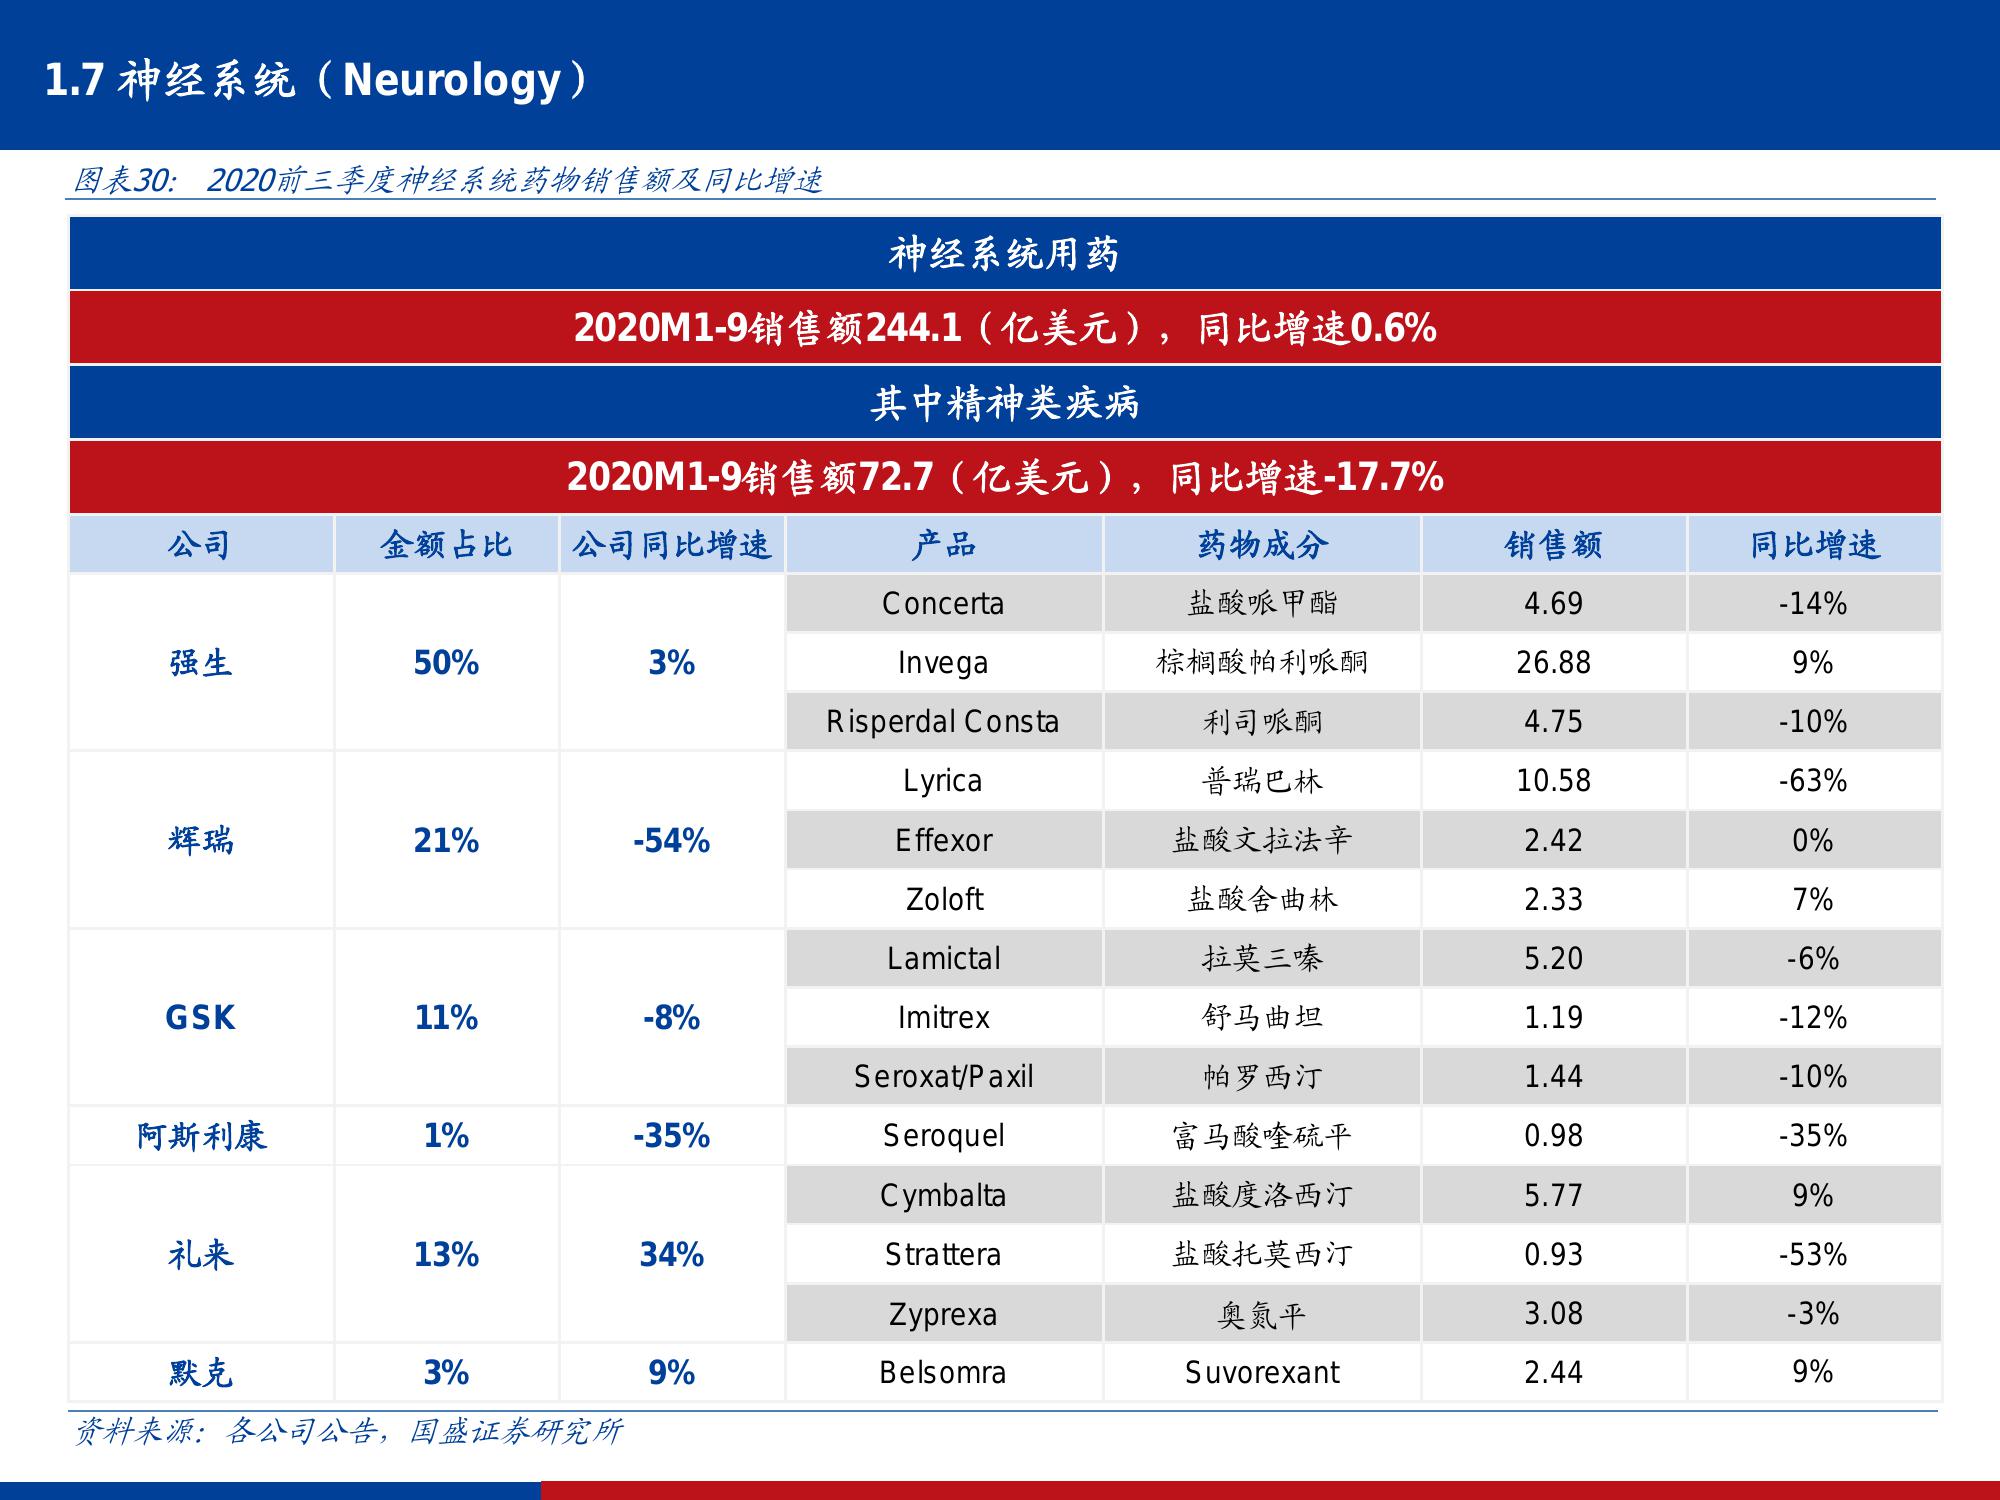 1.7 神经系统（Neurology）
图表30： 2020前三季度神经系统药物销售额及同比增速
神经系统用药
2020M1-9销售额244.1（亿美元），同比增速0.6%
其中精神类疾病
2020M1-9销售额72.7（亿美元），同比增速-17.7%
公司 金额占比 公司同比增速 产品 药物成分 销售额 同比增速
强生 50% 3% Concerta 盐酸哌甲酯 4.69 -14%
Invega 棕榈酸帕利哌酮 26.88 9%
Risperdal Consta 利司哌酮 4.75 -10%
辉瑞 21% -54% Lyrica 普瑞巴林 10.58 -63%
Effexor 盐酸文拉法辛 2.42 0%
Zoloft 盐酸舍曲林 2.33 7%
GSK 11% -8% Lamictal 拉莫三嗪 5.20 -6%
Imitrex 舒马曲坦 1.19 -12%
Seroxat/Paxil 帕罗西汀 1.44 -10%
阿斯利康 1% -35% Seroquel 富马酸喹硫平 0.98 -35%
礼来 13% 34% Cymbalta 盐酸度洛西汀 5.77 9%
Strattera 盐酸托莫西汀 0.93 -53%
Zyprexa 奥氮平 3.08 -3%
默克 3% 9% Belsomra Suvorexant 2.44 9%
资料来源：各公司公告，国盛证券研究所